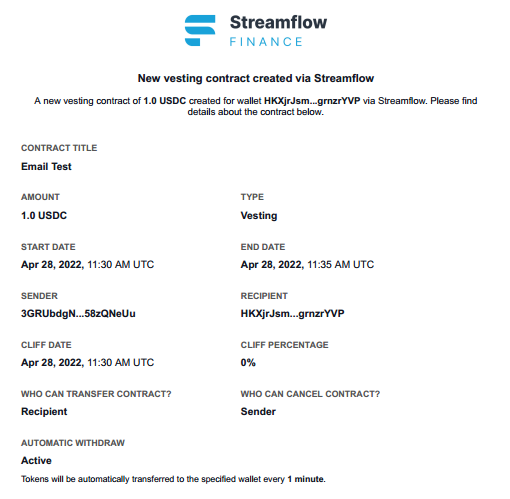 Streamflow
FINANCE
New vesting contract created via Streamflow
A new vesting contract of 1.0 USDC created for wallet HKXjrJsm...grnzrYVP via Streamflow. Please find
details about the contract below.
CONTRACT TITLE
Email Test
AMOUNT
1.0 USDC
TYPE
Vesting
START DATE
Apr 28, 2022, 11:30 AM UTC
END DATE
Apr 28, 2022, 11:35 AM UTC
SENDER
3GRUbdgN...58zQNeUu
RECIPIENT
HKXjrJsm...grnzrYVP
CLIFF DATE
Apr 28, 2022, 11:30 AM UTC
CLIFF PERCENTAGE
0%
WHO CAN TRANSFER CONTRACT?
Recipient
WHO CAN CANCEL CONTRACT?
Sender
AUTOMATIC WITHDRAW
Active
Tokens will be automatically transferred to the specified wallet every 1 minute.